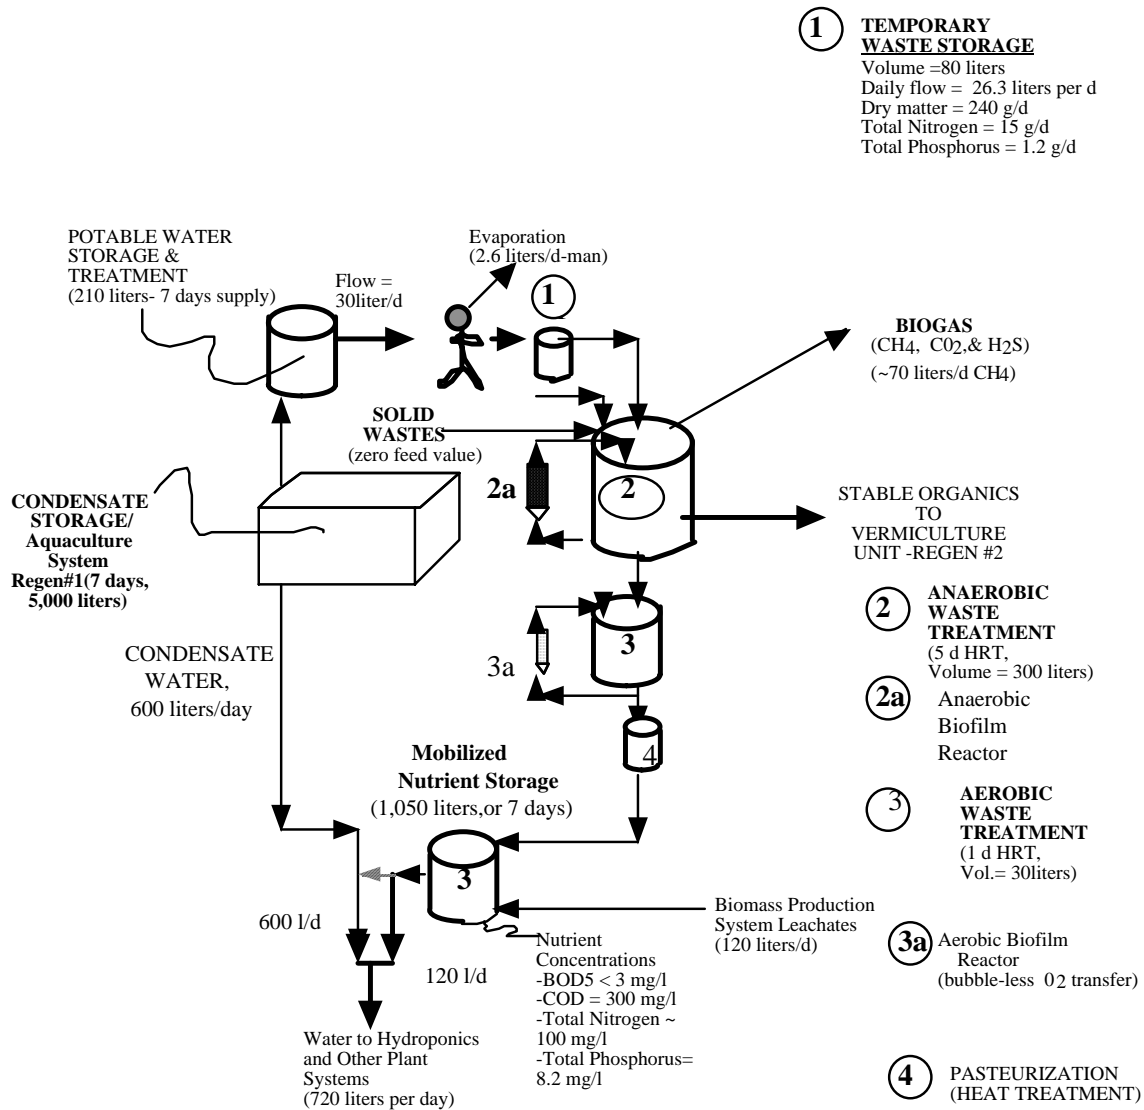 1
TEMPORARY
WASTE STORAGE
Volume =80 liters
Daily flow =  26.3 liters per d
Dry matter = 240 g/d
Total Nitrogen = 15 g/d
Total Phosphorus = 1.2 g/d
POTABLE WATER
STORAGE &
TREATMENT
(210 liters- 7 days supply)
Flow =
30liter/d
Evaporation
(2.6 liters/d-man)
1
BIOGAS
(CH4,  C02,& H2S)
(~70 liters/d CH4)
SOLID
WASTES
(zero feed value)
2a
2
CONDENSATE
STORAGE/
Aquaculture
System
Regen#1(7 days,
5,000 liters)
STABLE ORGANICS
TO
VERMICULTURE
UNIT -REGEN #2
2
ANAEROBIC
WASTE
TREATMENT
(5 d HRT,
Volume = 300 liters)
3
3a
CONDENSATE
WATER,
600 liters/day
2a
Anaerobic
Biofilm
Reactor
4
Mobilized
Nutrient Storage
(1,050 liters,or 7 days)
3
AEROBIC
WASTE
TREATMENT
(1 d HRT,
Vol.= 30liters)
3
600 l/d
120 l/d
Biomass Production
System Leachates
(120 liters/d)
Nutrient
Concentrations
-BOD5 < 3 mg/l
-COD = 300 mg/l
-Total Nitrogen ~
100 mg/l
-Total Phosphorus=
8.2 mg/l
3a
Aerobic Biofilm
Reactor
(bubble-less  02 transfer)
Water to Hydroponics
and Other Plant
Systems
(720 liters per day)
4
PASTEURIZATION
(HEAT TREATMENT)